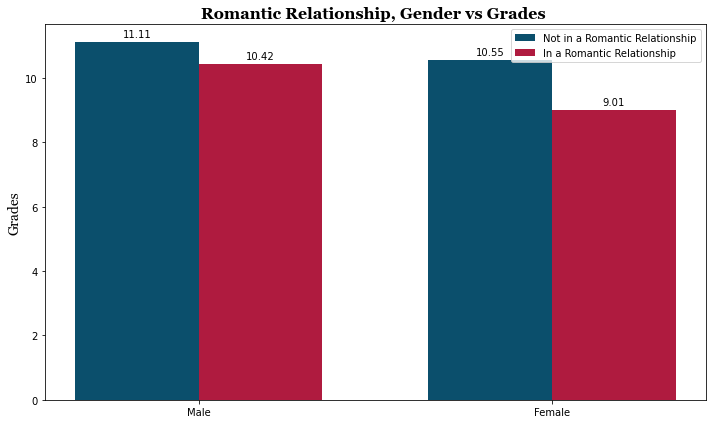 Romantic Relationship, Gender vs Grades
11.11
10.42
10.55
9.01
Not in a Romantic Relationship
In a Romantic Relationship
10
8
6
4
2
0
Grades
Male
Female